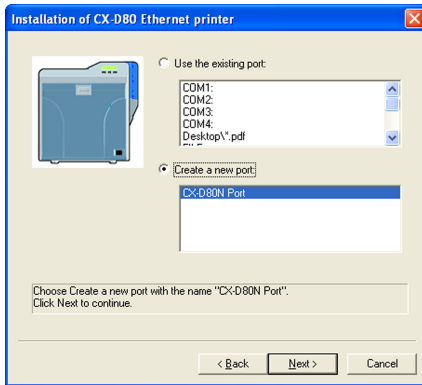 Installation of CX-D80 Ethernet printer
Use the existing port:
COM1:
COM2:
COM3:
COM4:
Desktop\*.pdf
Create a new port:
CX-D80N Port
Choose Create a new port with the name "CX-D80N Port".
Click Next to continue.
< Back
Next >
Cancel